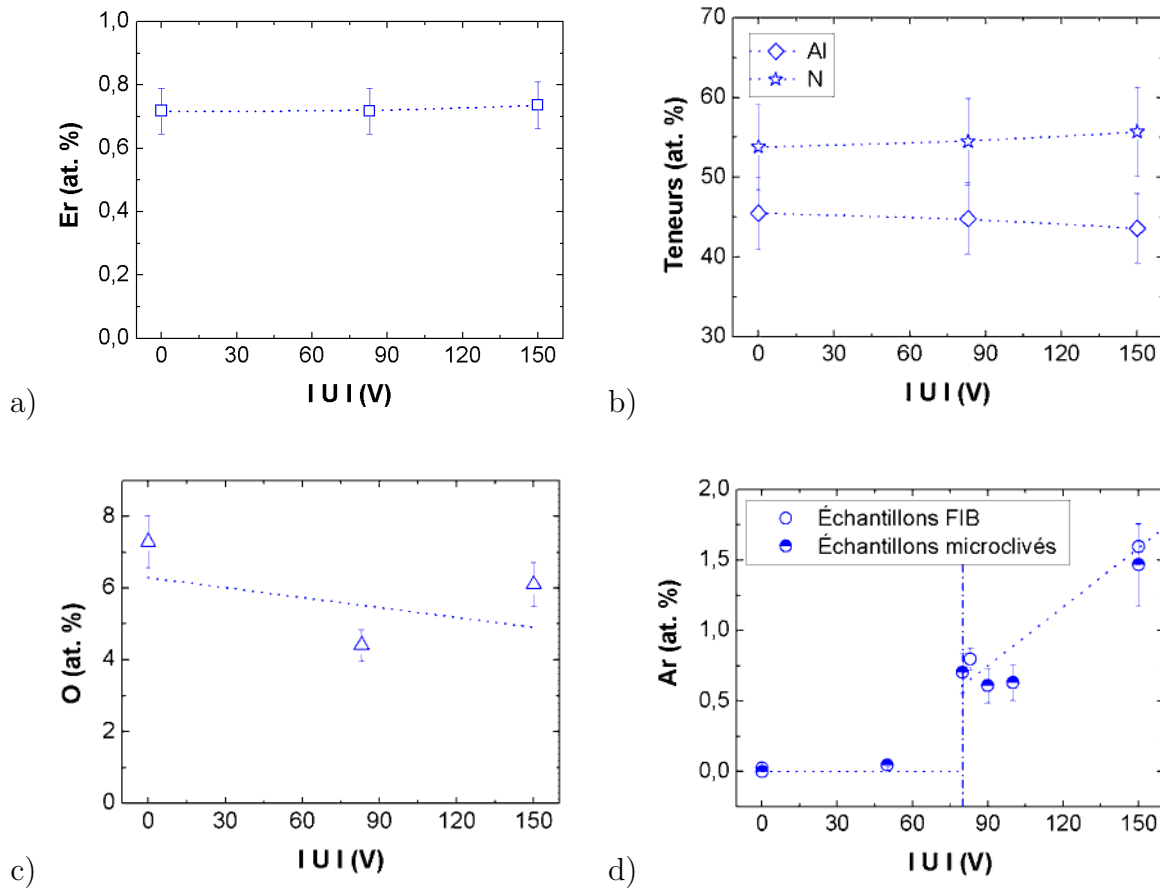 1,0
0,8
0,6
0,4
0,2
0,0
Er (at. %)
0 30 60 90 120 150
I U I (V)
a)
70
60
50
40
30
Teneurs (at. %)
Al
N
0 30 60 90 120 150
I U I (V)
b)
8
6
4
2
0
O (at. %)
0 30 60 90 120 150
I U I (V)
c)
2,0
1,5
1,0
0,5
0,0
Ar (at. %)
Échantillons FIB
Échantillons microclivés
0 30 60 90 120 150
I U I (V)
d)